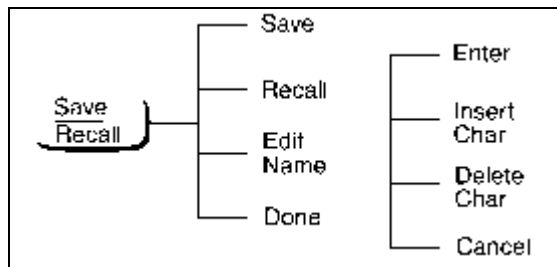 Save
Recall
Save
Recall
Edit
Name
Done
Enter
Insert
Char
Delete
Char
Cancel